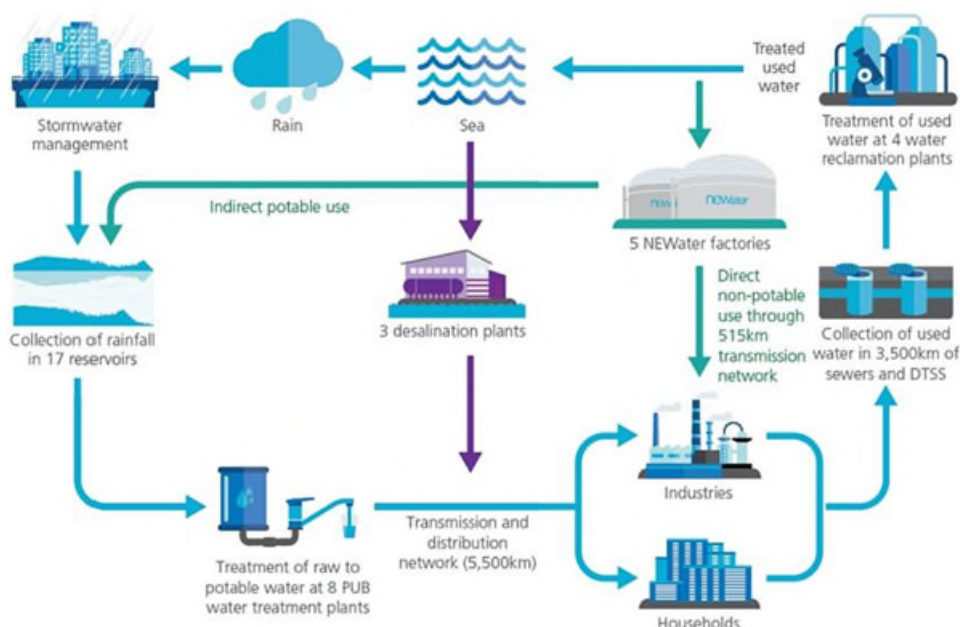 Treated
used
water
Stormwater
management
Rain
Sea
Treatment of used
water at 4 water
reclamation plants
Indirect potable use
newater
newater
5 NEWater factories
Collection of rainfall
in 17 reservoirs
3 desalination plants
Direct
non-potable
use through
515km
transmission
network
Collection of used
water in 3,500km of
sewers and DTSS
Industries
Treatment of raw to
potable water at 8 PUB
water treatment plants
Transmission and
distribution
network (5,500km)
Households